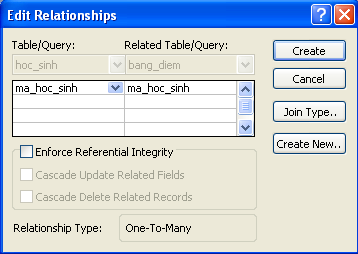 Edit Relationships
Table/Query: Related Table/Query:
hoc_sinh bang_diem
Create
ma_hoc_sinh ma_hoc_sinh
Cancel
Join Type..
Create New..
Enforce Referential Integrity
Cascade Update Related Fields
Cascade Delete Related Records
Relationship Type: One-To-Many